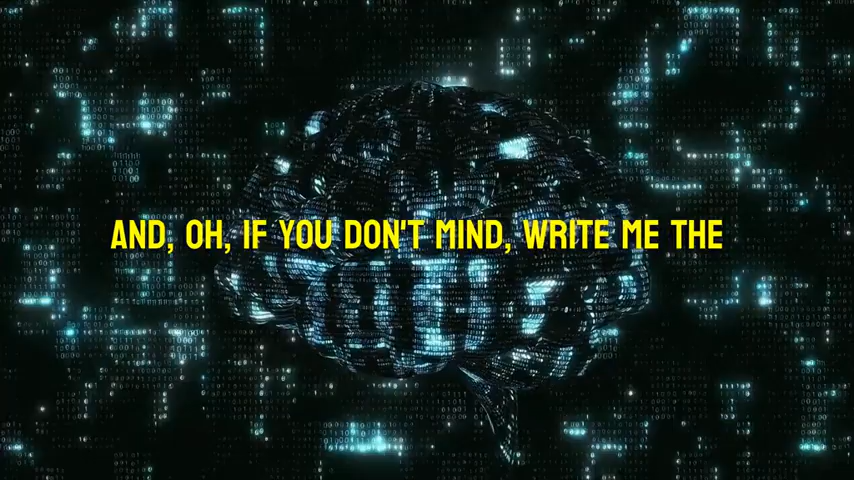 AND, OH, IF YOU DON'T MIND, WRITE ME THE